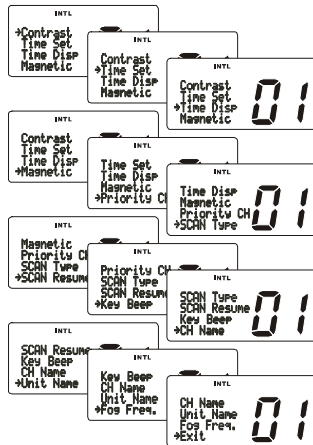 INTL
→Contrast
Time Set
Time Disp
Magnetic
INTL
Contrast
→Time Set
Time Disp
Magnetic
INTL
Contrast
Time Set
→Time Disp
Magnetic
01
INTL
Contrast
Time Set
Time Disp
→Magnetic
INTL
Time Set
Time Disp
Magnetic
→Priority CH
INTL
Time Disp
Magnetic
Priority CH
→SCAN Type
01
INTL
Magnetic
Priority CH
SCAN Type
→SCAN Resume
INTL
Priority CH
SCAN Type
SCAN Resume
→Key Beep
INTL
SCAN Type
SCAN Resume
Key Beep
→CH Name
01
INTL
SCAN Resume
Key Beep
CH Name
→Unit Name
INTL
Key Beep
CH Name
Unit Name
→Fog Freq.
INTL
CH Name
Unit Name
Fog Freq.
→Exit
01